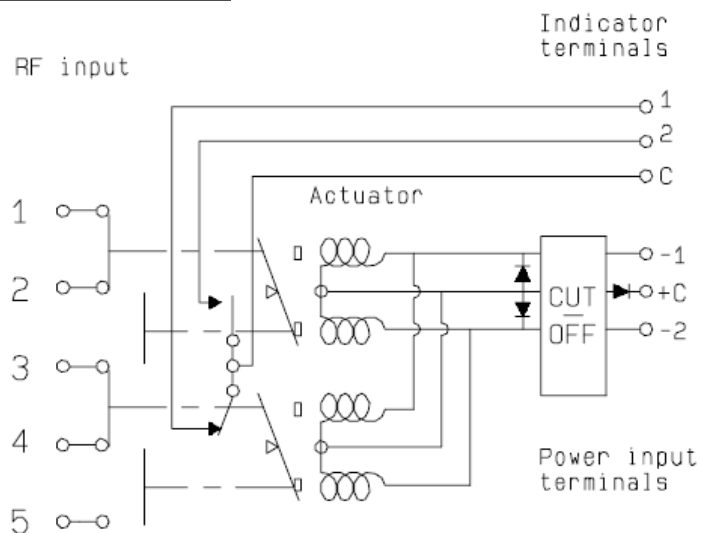 Indicator
terminals
RF input
1
2
C
Actuator
1
2
3
4
5
CUT
OFF
-1
+C
-2
Power input
terminals